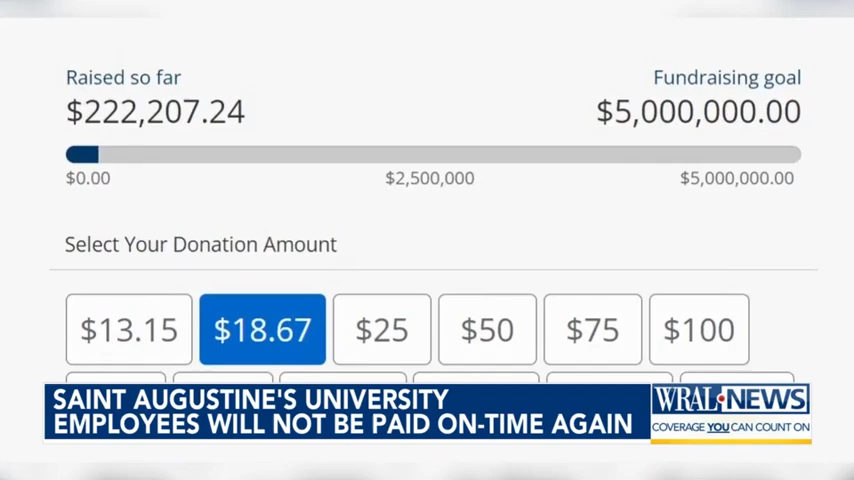 Raised so far
Fundraising goal
$222,207.24
$5,000,000.00
$0.00
$2,500,000
$5,000,000.00
Select Your Donation Amount
$13.15
$18.67
$25
$50
$75
$100
SAINT AUGUSTINE'S UNIVERSITY
EMPLOYEES WILL NOT BE PAID ON-TIME AGAIN
WRAL NEWS
COVERAGE YOU CAN COUNT ON